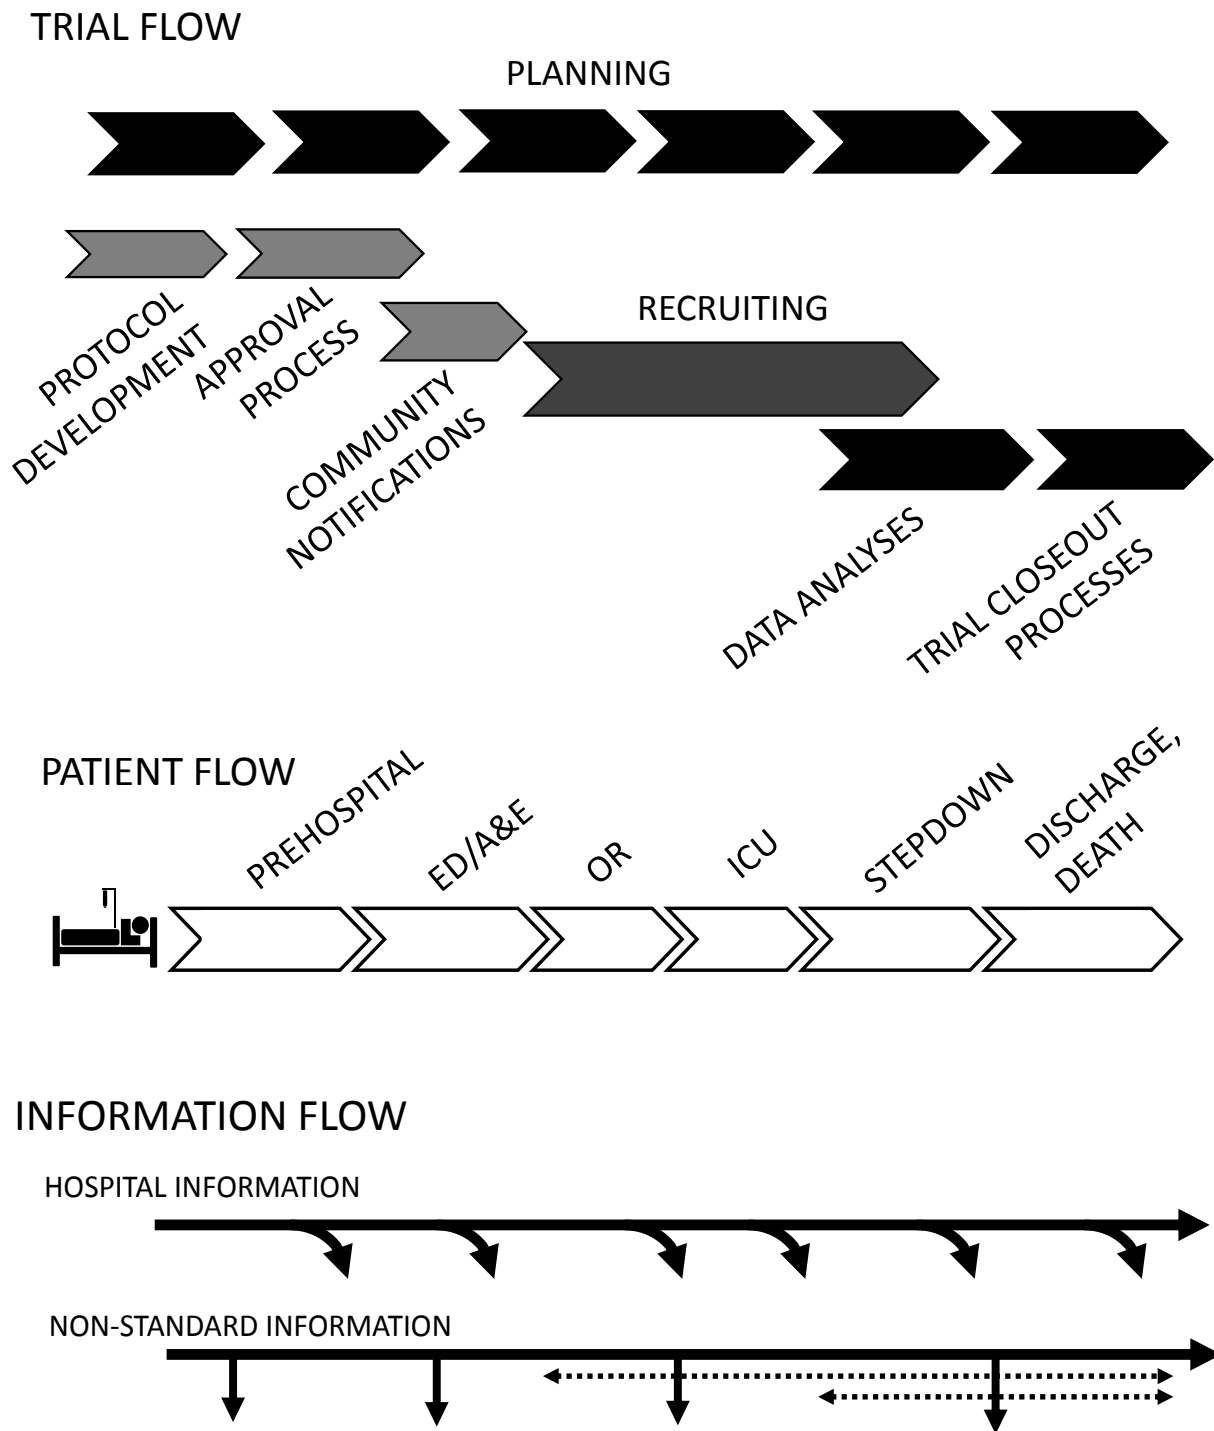 TRIAL FLOW
PLANNING
PROTOCOL
DEVELOPMENT
APPROVAL
PROCESS
COMMUNITY
NOTIFICATIONS
RECRUITING
DATA ANALYSES
TRIAL CLOSEOUT
PROCESSES
PATIENT FLOW
PREHOSPITAL
ED/A&E
OR
ICU
STEPDOWN
DISCHARGE,
DEATH
INFORMATION FLOW
HOSPITAL INFORMATION
NON-STANDARD INFORMATION